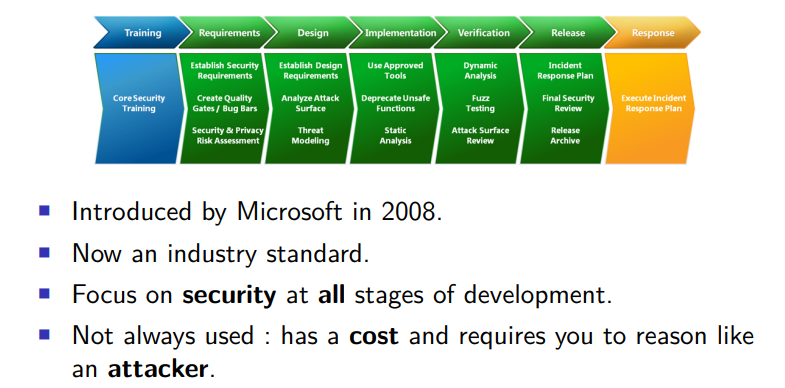 Training
Requirements
Design
Implementation
Verification
Release
Response
Core Security
Training
Establish Security
Requirements
Create Quality
Gates / Bug Bars
Security & Privacy
Risk Assessment
Establish Design
Requirements
Analyze Attack
Surface
Threat
Modeling
Use Approved
Tools
Deprecate Unsafe
Functions
Static
Analysis
Dynamic
Analysis
Fuzz
Testing
Attack Surface
Review
Incident
Response Plan
Final Security
Review
Release
Archive
Execute Incident
Response Plan
Introduced by Microsoft in 2008.
Now an industry standard.
Focus on security at all stages of development.
Not always used : has a cost and requires you to reason like
an attacker.